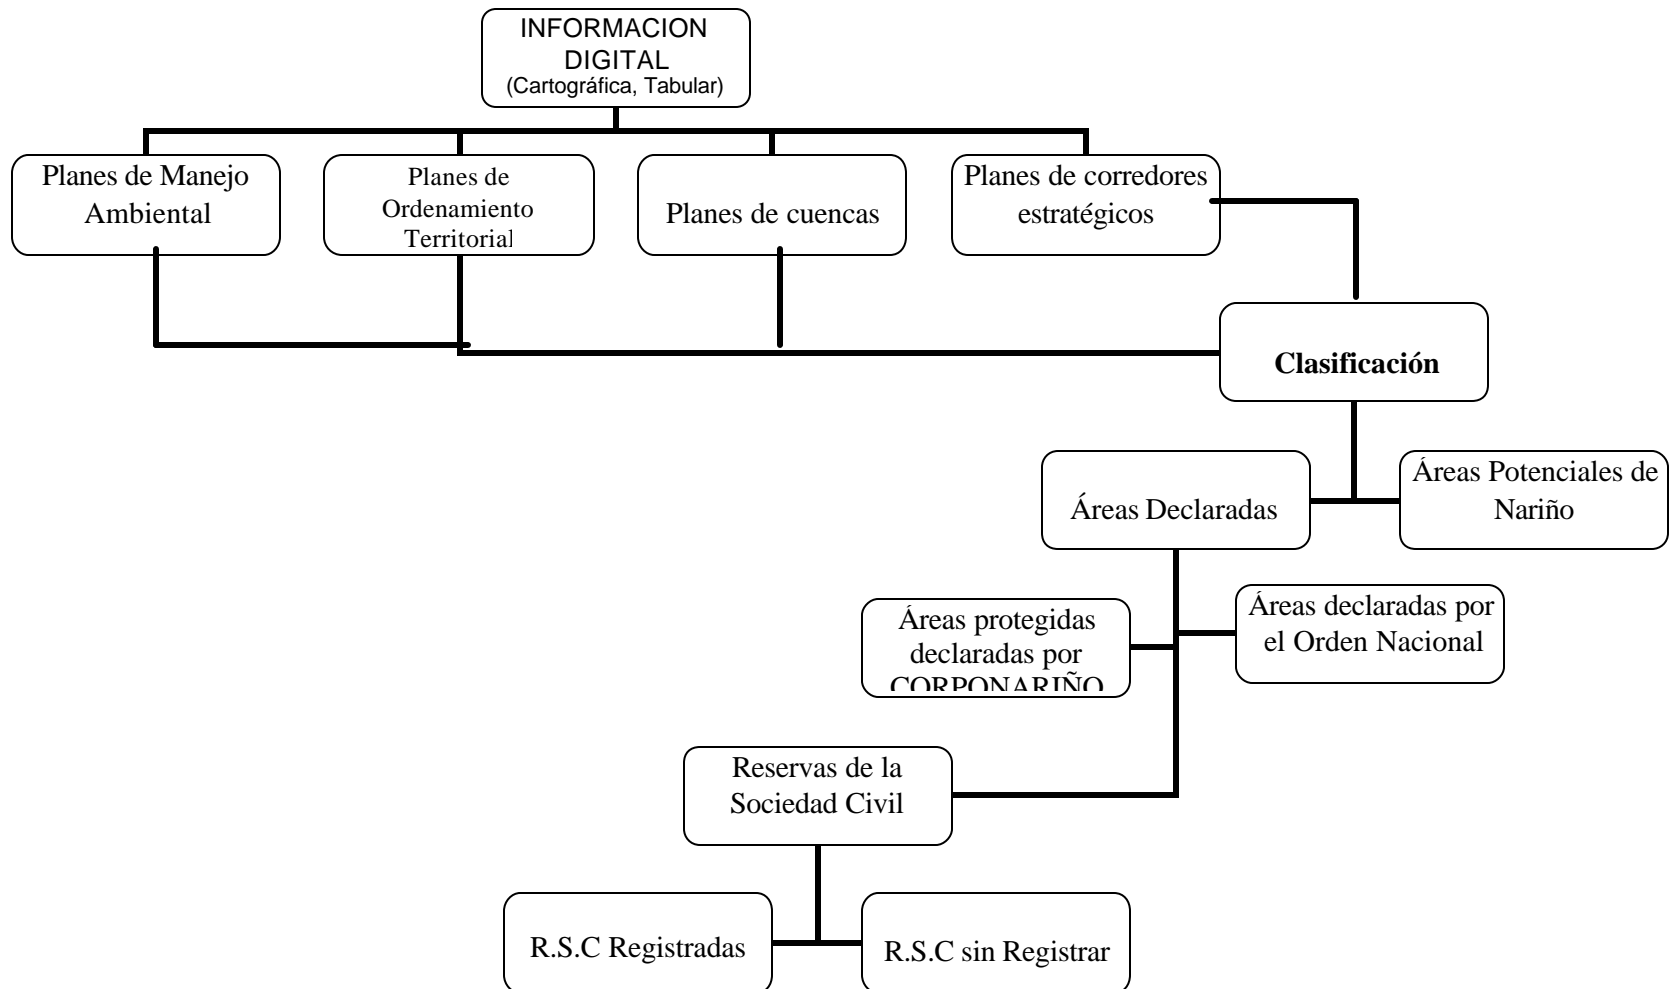 INFORMACION
DIGITAL
(Cartográfica, Tabular)
Planes de Manejo
Ambiental
Planes de
Ordenamiento
Territorial
Planes de cuencas
Planes de corredores
estratégicos
Clasificación
Áreas Declaradas
Áreas Potenciales de
Nariño
Áreas protegidas
declaradas por
CORPONARIÑO
Áreas declaradas por
el Orden Nacional
Reservas de la
Sociedad Civil
R.S.C Registradas
R.S.C sin Registrar